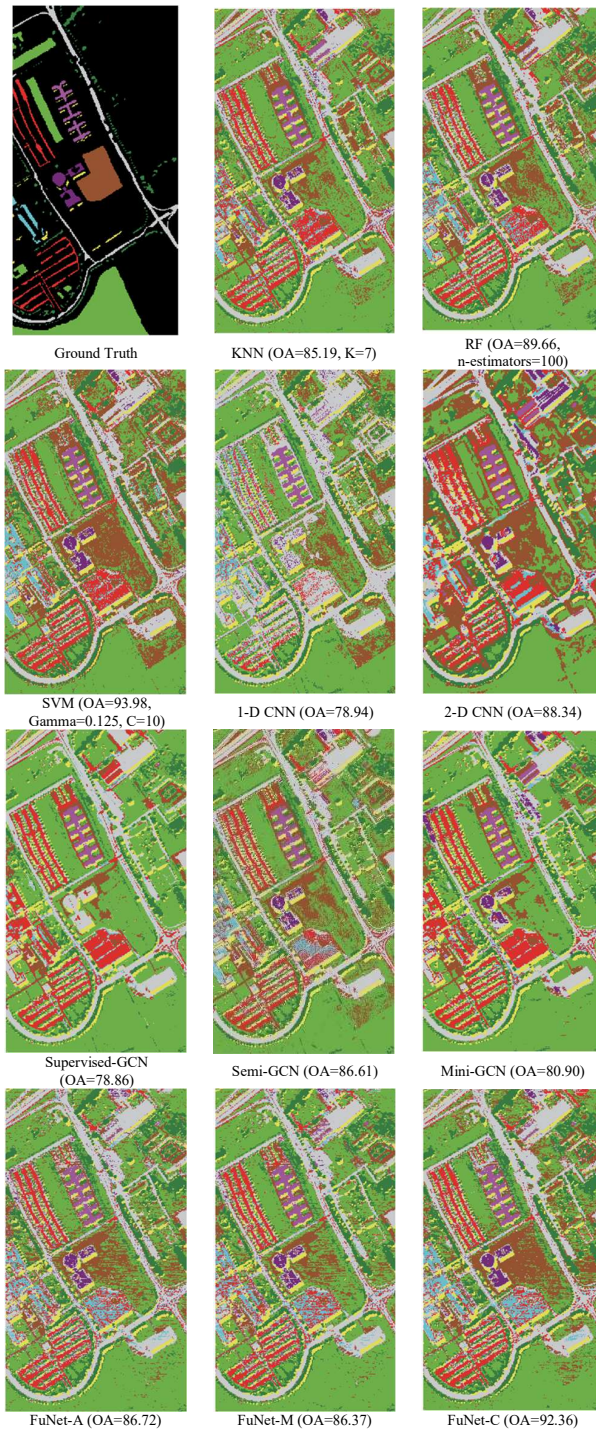 Ground Truth
KNN (OA=85.19, K=7)
RF (OA=89.66,
n-estimators=100)
SVM (OA=93.98,
Gamma=0.125, C=10)
1-D CNN (OA=78.94)
2-D CNN (OA=88.34)
Supervised-GCN
(OA=78.86)
Semi-GCN (OA=86.61)
Mini-GCN (OA=80.90)
FuNet-A (OA=86.72)
FuNet-M (OA=86.37)
FuNet-C (OA=92.36)